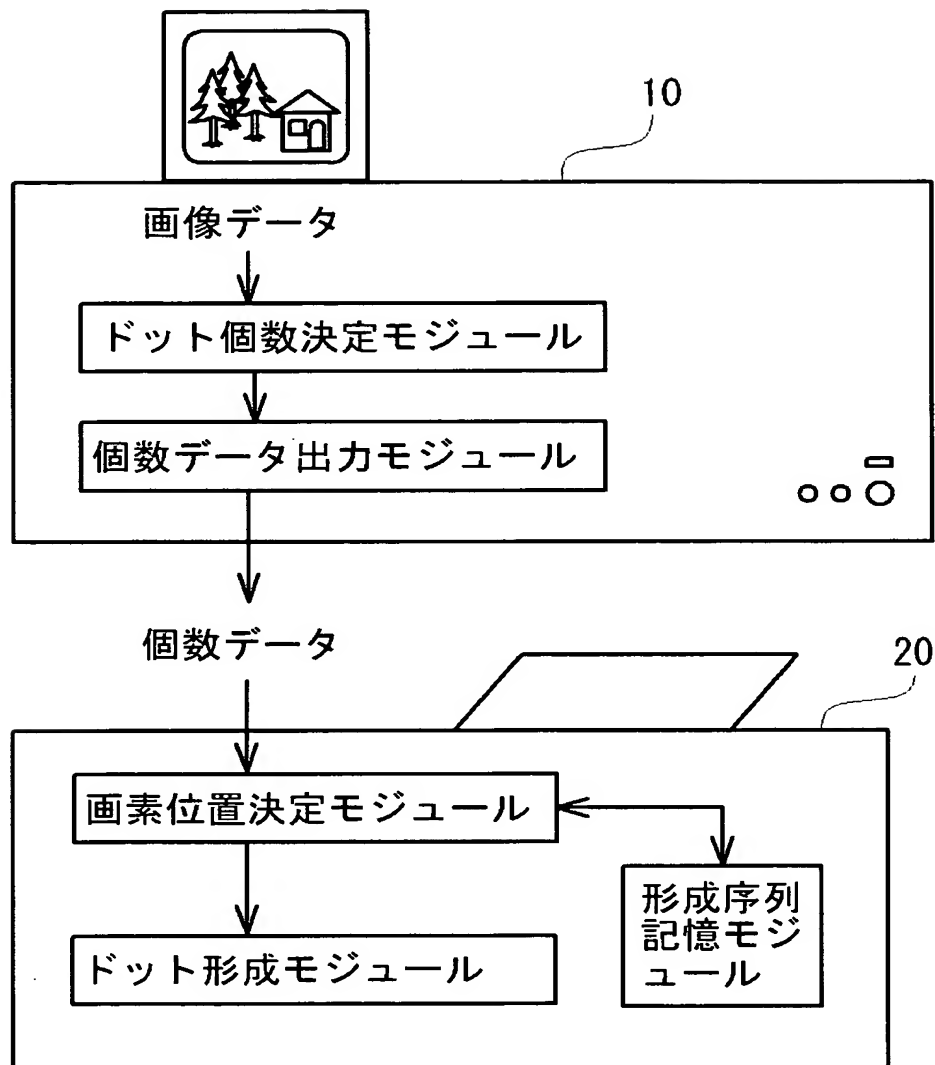 10
画像データ
ドット個数決定モジュール
個数データ出力モジュール
個数データ
20
画素位置決定モジュール
形成序列
記憶モジ
ュール
ドット形成モジュール